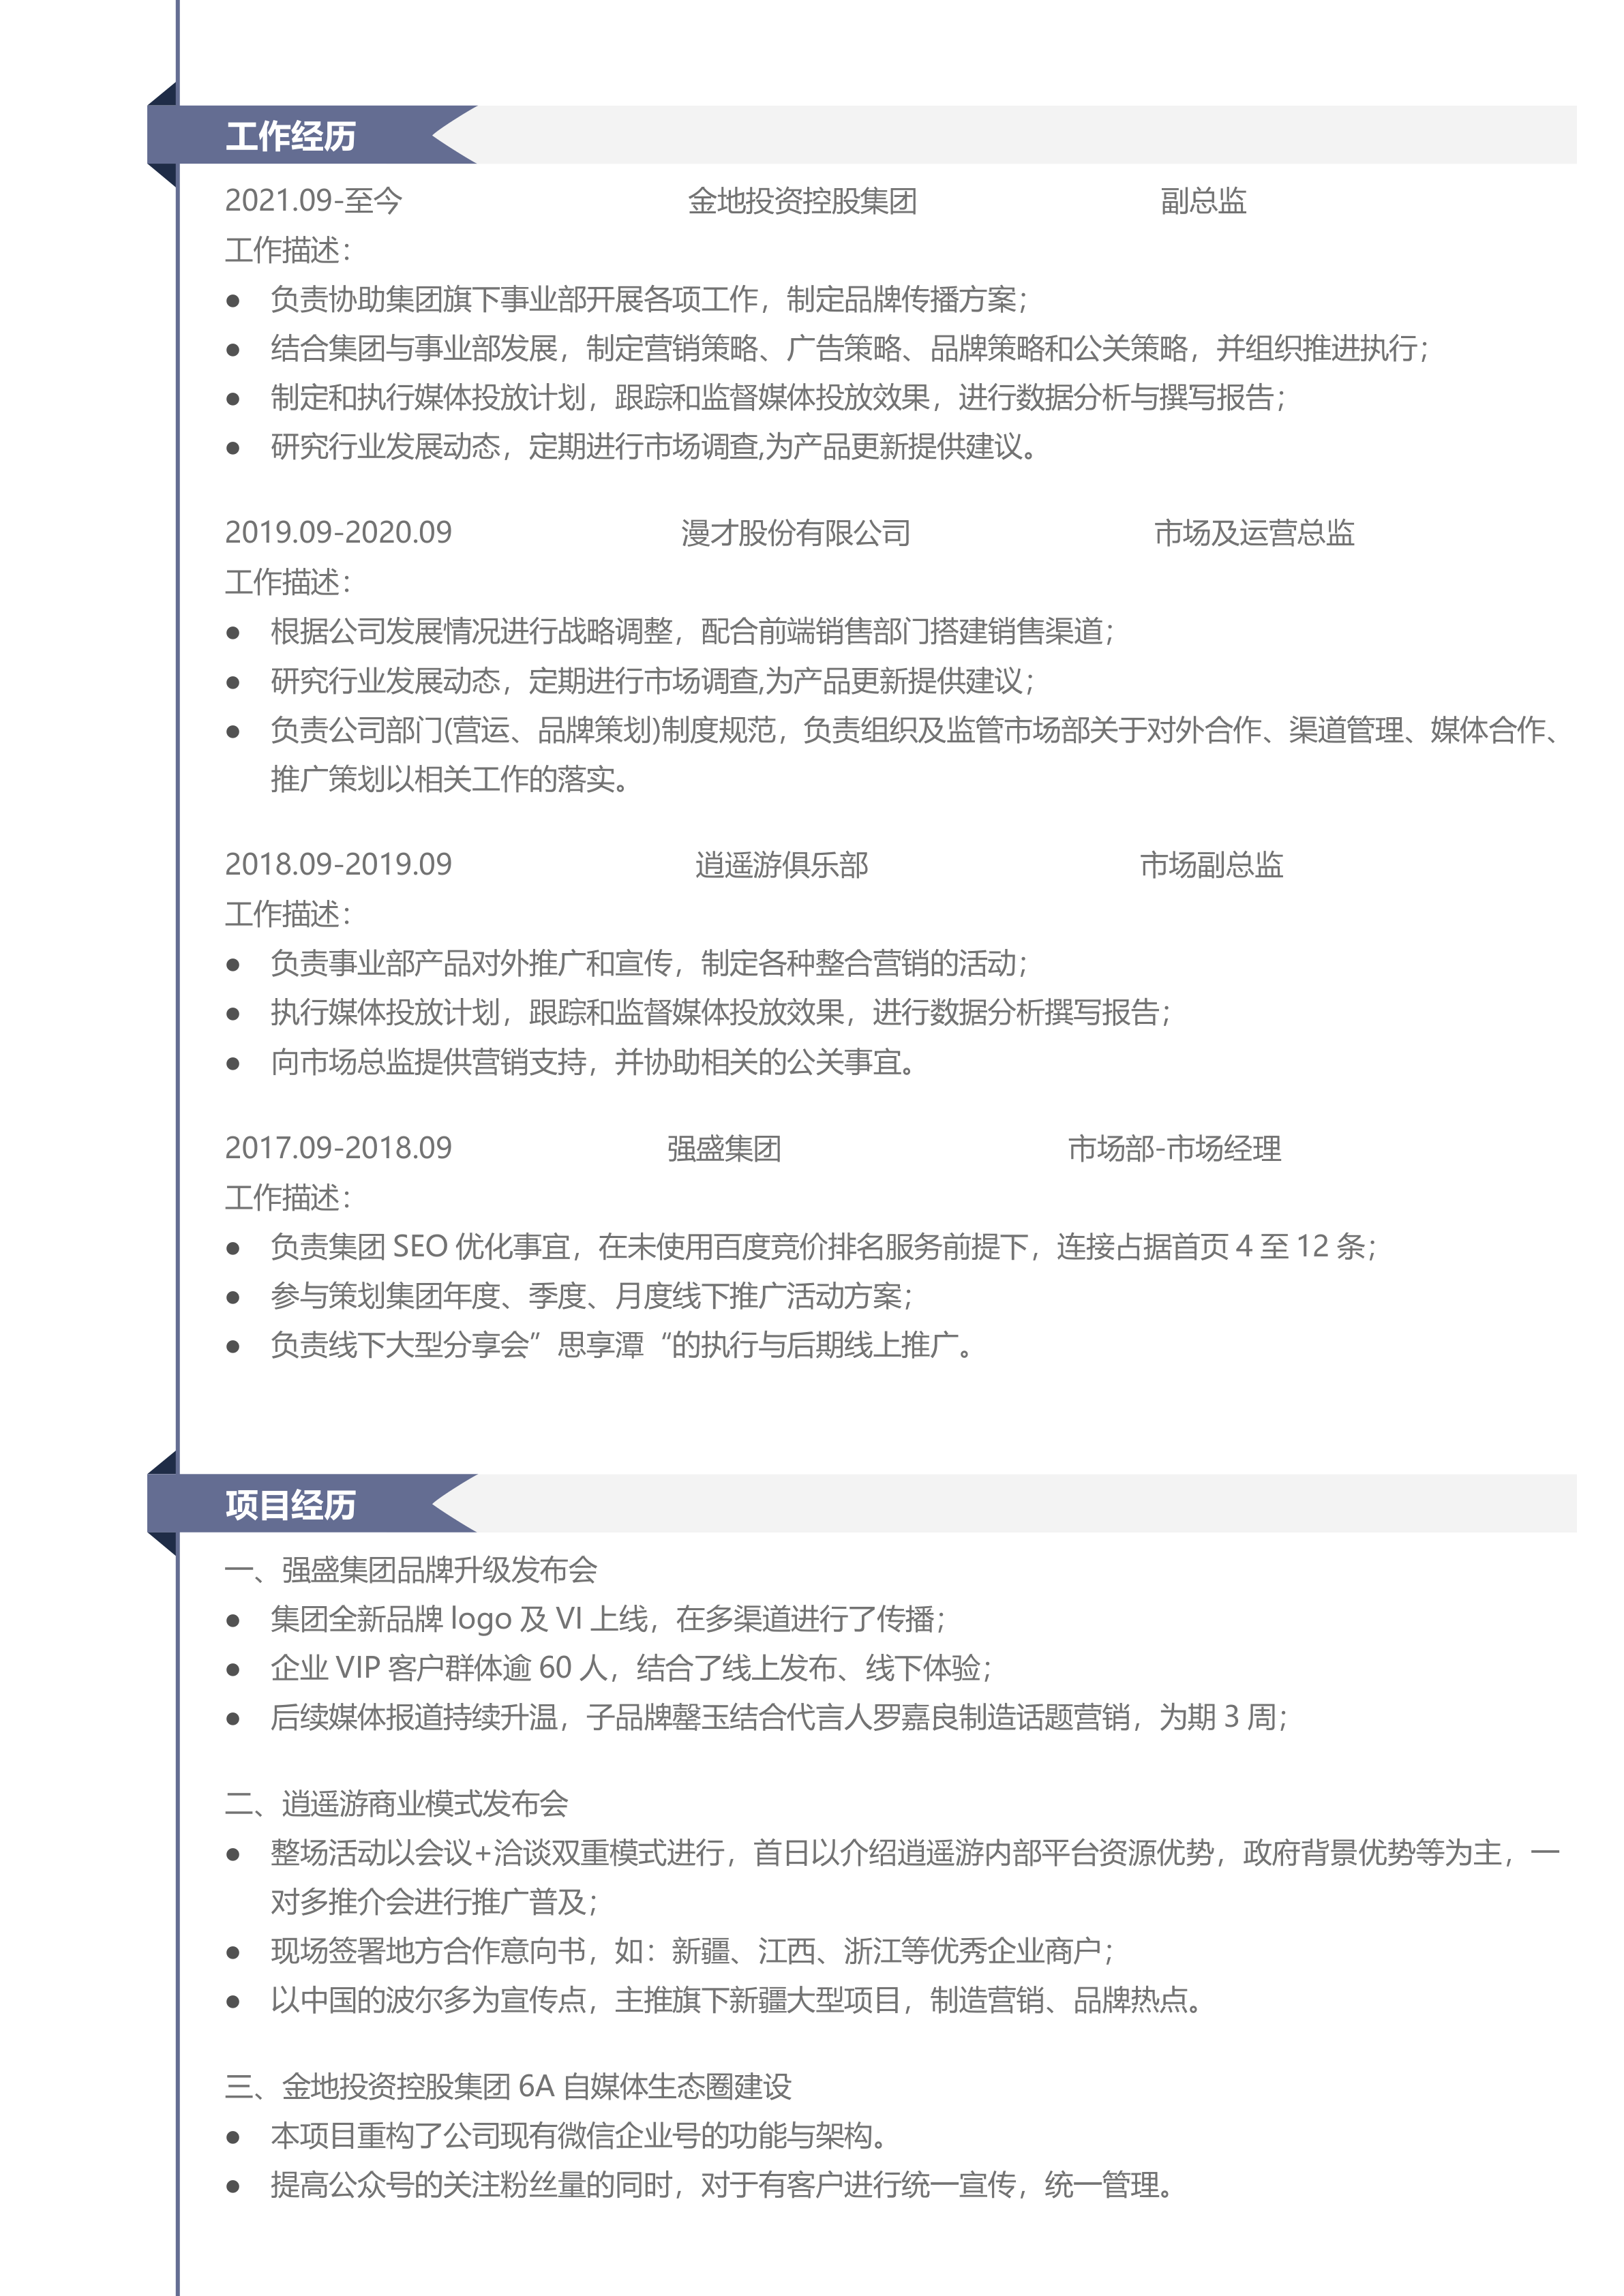 工作经历
2021.09-至今 金地投资控股集团 副总监
工作描述：
● 负责协助集团旗下事业部开展各项工作，制定品牌传播方案；
● 结合集团与事业部发展，制定营销策略、广告策略、品牌策略和公关策略，并组织推进执行；
● 制定和执行媒体投放计划，跟踪和监督媒体投放效果，进行数据分析与撰写报告；
● 研究行业发展动态，定期进行市场调查,为产品更新提供建议。
2019.09-2020.09 漫才股份有限公司 市场及运营总监
工作描述：
● 根据公司发展情况进行战略调整，配合前端销售部门搭建销售渠道；
● 研究行业发展动态，定期进行市场调查,为产品更新提供建议；
● 负责公司部门(营运、品牌策划)制度规范，负责组织及监管市场部关于对外合作、渠道管理、媒体合作、
推广策划以相关工作的落实。
2018.09-2019.09 逍遥游俱乐部 市场副总监
工作描述：
● 负责事业部产品对外推广和宣传，制定各种整合营销的活动；
● 执行媒体投放计划，跟踪和监督媒体投放效果，进行数据分析撰写报告；
● 向市场总监提供营销支持，并协助相关的公关事宜。
2017.09-2018.09 强盛集团 市场部-市场经理
工作描述：
● 负责集团 SEO 优化事宜，在未使用百度竞价排名服务前提下，连接占据首页 4 至 12 条；
● 参与策划集团年度、季度、月度线下推广活动方案；
● 负责线下大型分享会”思享潭“的执行与后期线上推广。
项目经历
一、强盛集团品牌升级发布会
● 集团全新品牌 logo 及 VI 上线，在多渠道进行了传播；
● 企业 VIP 客户群体逾 60 人，结合了线上发布、线下体验；
● 后续媒体报道持续升温，子品牌罄玉结合代言人罗嘉良制造话题营销，为期 3 周；
二、逍遥游商业模式发布会
● 整场活动以会议+洽谈双重模式进行，首日以介绍逍遥游内部平台资源优势，政府背景优势等为主，一
对多推介会进行推广普及；
● 现场签署地方合作意向书，如：新疆、江西、浙江等优秀企业商户；
● 以中国的波尔多为宣传点，主推旗下新疆大型项目，制造营销、品牌热点。
三、金地投资控股集团 6A 自媒体生态圈建设
● 本项目重构了公司现有微信企业号的功能与架构。
● 提高公众号的关注粉丝量的同时，对于有客户进行统一宣传，统一管理。